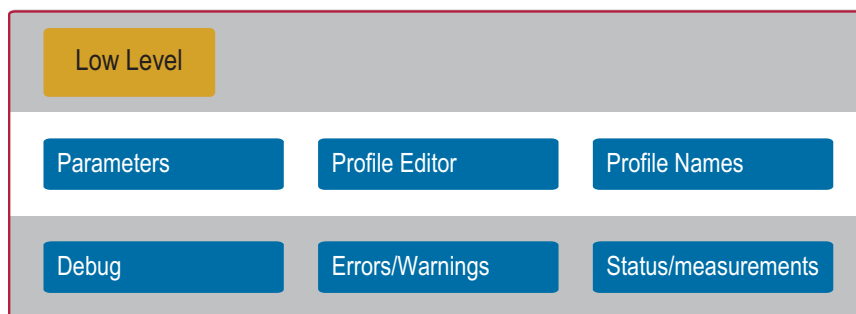 Low Level
Parameters
Profile Editor
Profile Names
Debug
Errors/Warnings
Status/measurements